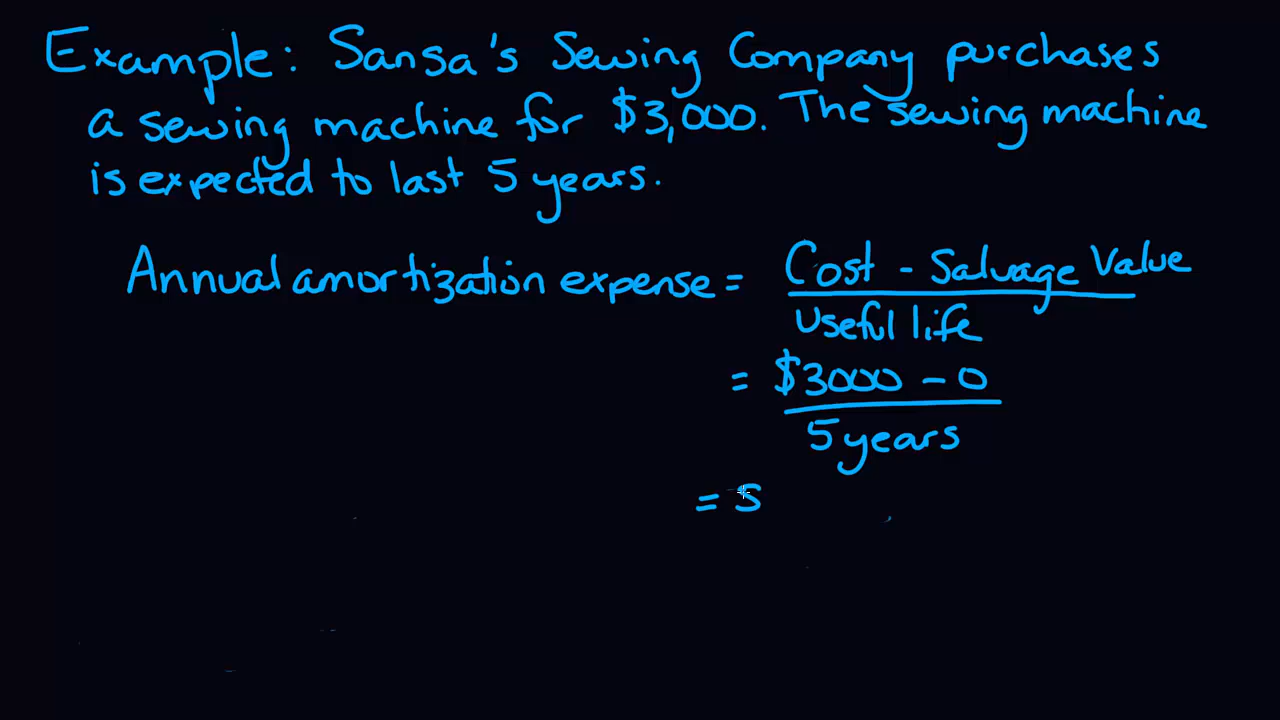 Example: Sansa's Sewing Company purchases
a sewing machine for $3,000. The sewing machine
is expected to last 5 years.
Annual amortization expense = Cost - Salvage Value
Useful life
= $3000 - 0
5 years
= S